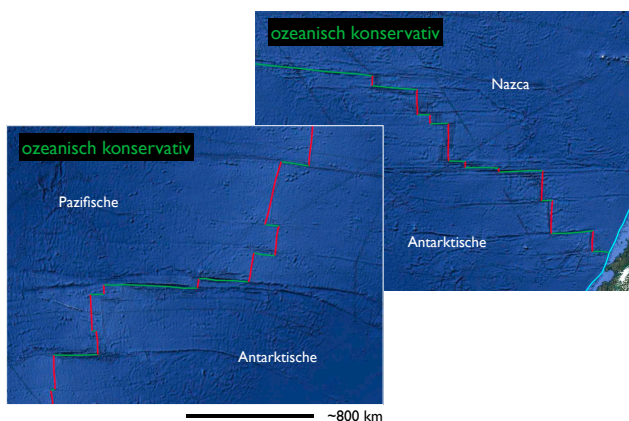 ozeanisch konservativ
Nazca
Antarktische
ozeanisch konservativ
Pazifische
Antarktische
~800 km